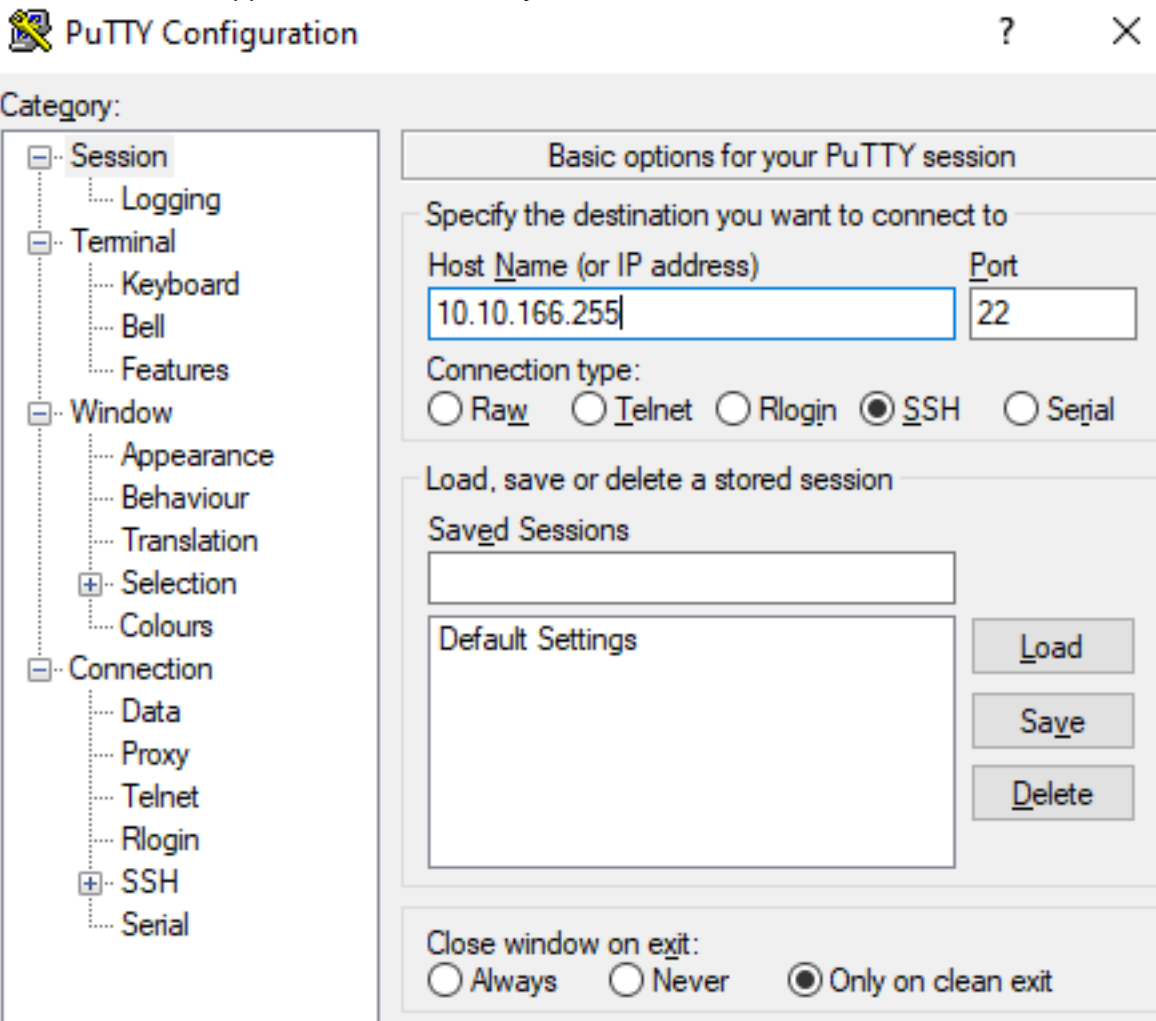 PuTTY Configuration
?
Category:
Session
Logging
Terminal
Keyboard
Bell
Features
Window
Appearance
Behaviour
Translation
Selection
Colours
Connection
Data
Proxy
Telnet
Rlogin
SSH
Serial
Basic options for your PuTTY session
Specify the destination you want to connect to
Host Name (or IP address) Port
10.10.166.255 22
Connection type:
Raw Telnet Rlogin SSH Serial
Load, save or delete a stored session
Saved Sessions
Default Settings
Load
Save
Delete
Close window on exit:
Always Never Only on clean exit